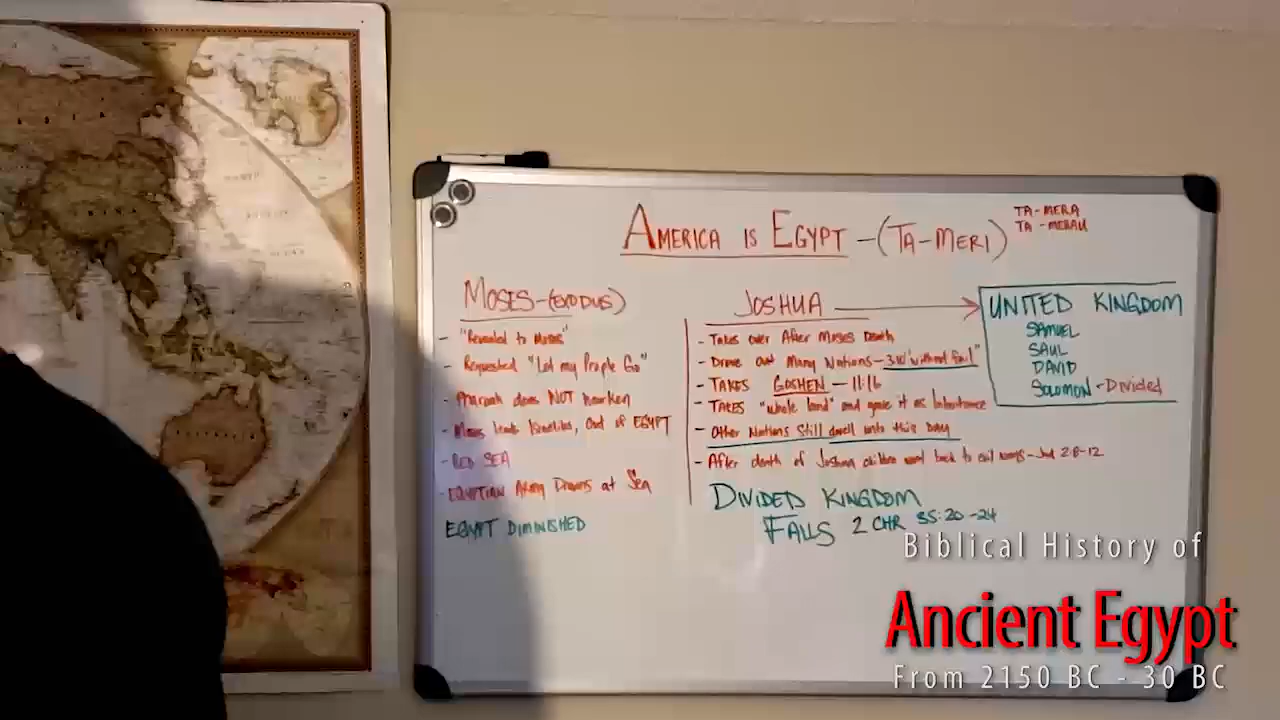 AMERICA IS EGYPT -(TA-MERI)
TA-MERA
TA-MERAU
MOSES-(EXODUS)
- "Revealed to Moses"
- Requested "Let my People Go"
- Pharaoh does NOT hearken
- Moses leads Israelites, out of EGYPT
- RED SEA
- EGYPTIAN Army Drowns at Sea
EGYPT DIMINISHED
JOSHUA
- Takes over After Moses Death
- Drove out Many Nations-
- TAKES GOSHEN - 11:16
- TAKES "whole land" and gave it as Inheritance
- Other Nations Still dwell unto this Day
- After death of Joshua children went back to evil ways-
DIVIDED KINGDOM
FALLS 2 CHR 35:20-24
UNITED KINGDOM
SAMUEL
SAUL
DAVID
SOLOMON - Divided
Biblical History of
Ancient Egypt
From 2150 BC - 30 BC
CHINA